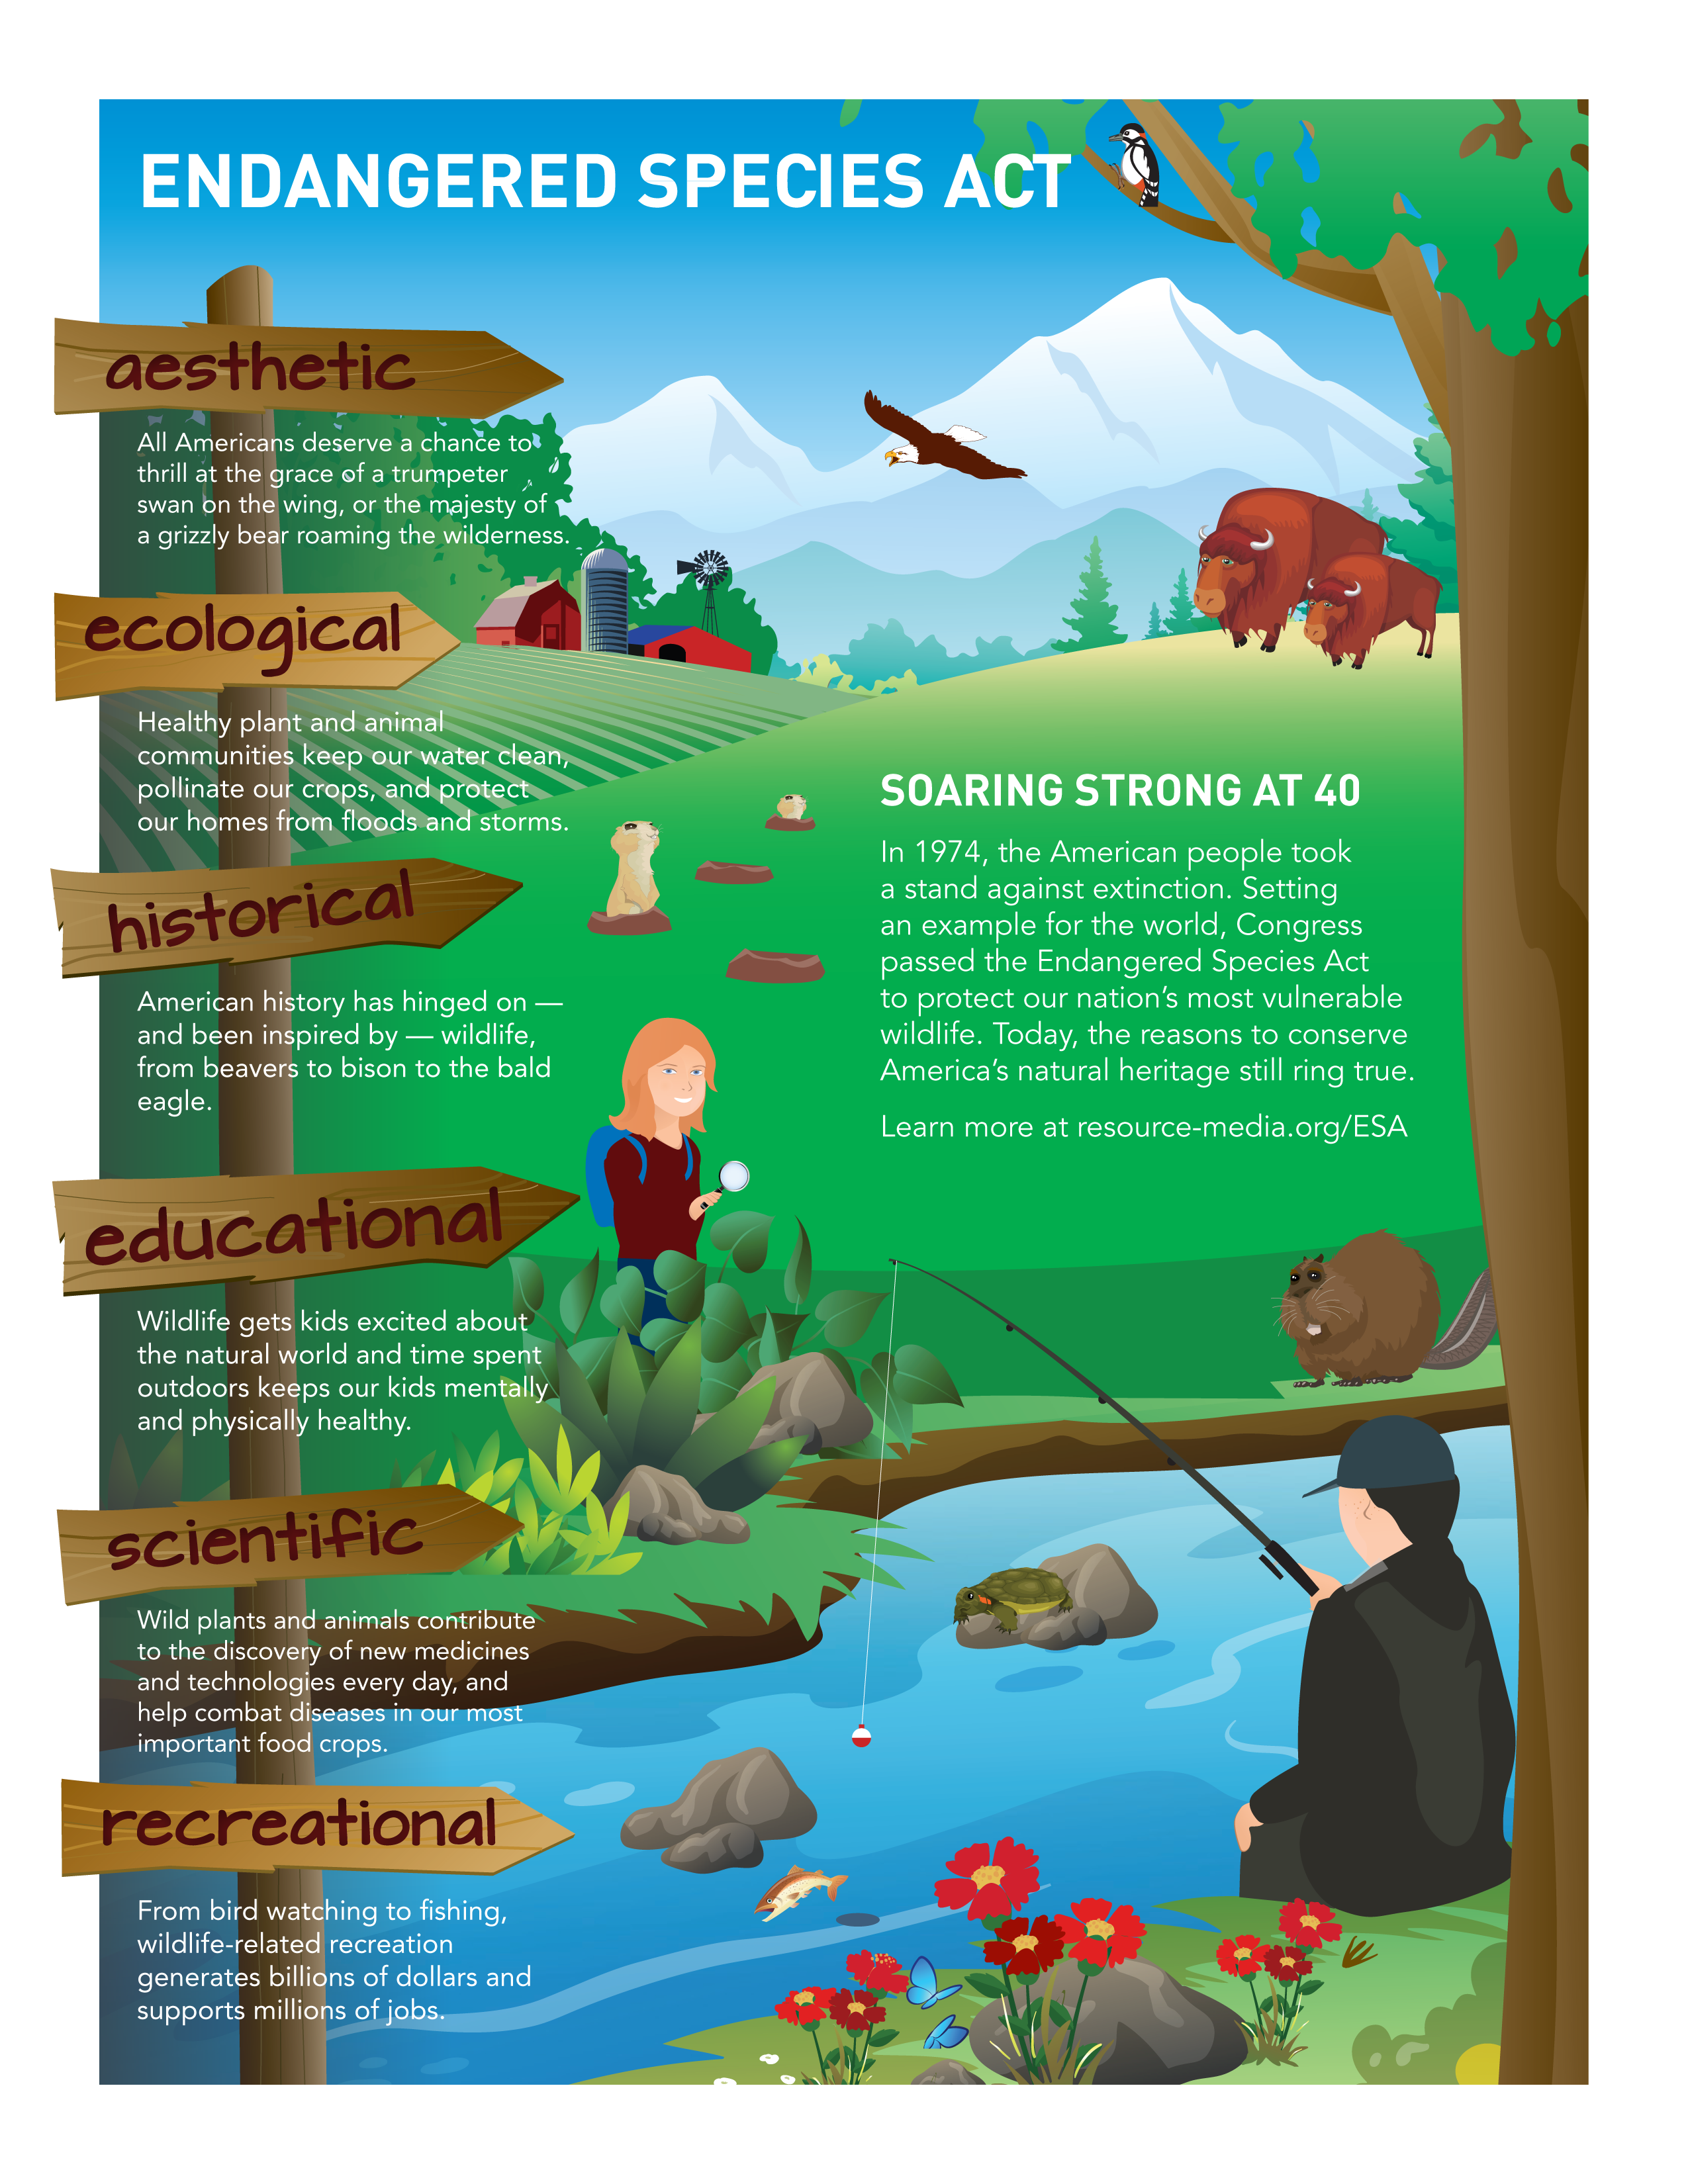 ENDANGERED SPECIES ACT
aesthetic
All Americans deserve a chance to
thrill at the grace of a trumpeter
swan on the wing, or the majesty of
a grizzly bear roaming the wilderness.
ecological
Healthy plant and animal
communities keep our water clean,
pollinate our crops, and protect
our homes from floods and storms.
historical
American history has hinged on —
and been inspired by — wildlife,
from beavers to bison to the bald
eagle.
educational
Wildlife gets kids excited about
the natural world and time spent
outdoors keeps our kids mentally
and physically healthy.
scientific
Wild plants and animals contribute
to the discovery of new medicines
and technologies every day, and
help combat diseases in our most
important food crops.
recreational
From bird watching to fishing,
wildlife-related recreation
generates billions of dollars and
supports millions of jobs.
SOARING STRONG AT 40
In 1974, the American people took
a stand against extinction. Setting
an example for the world, Congress
passed the Endangered Species Act
to protect our nation’s most vulnerable
wildlife. Today, the reasons to conserve
America’s natural heritage still ring true.
Learn more at resource-media.org/ESA